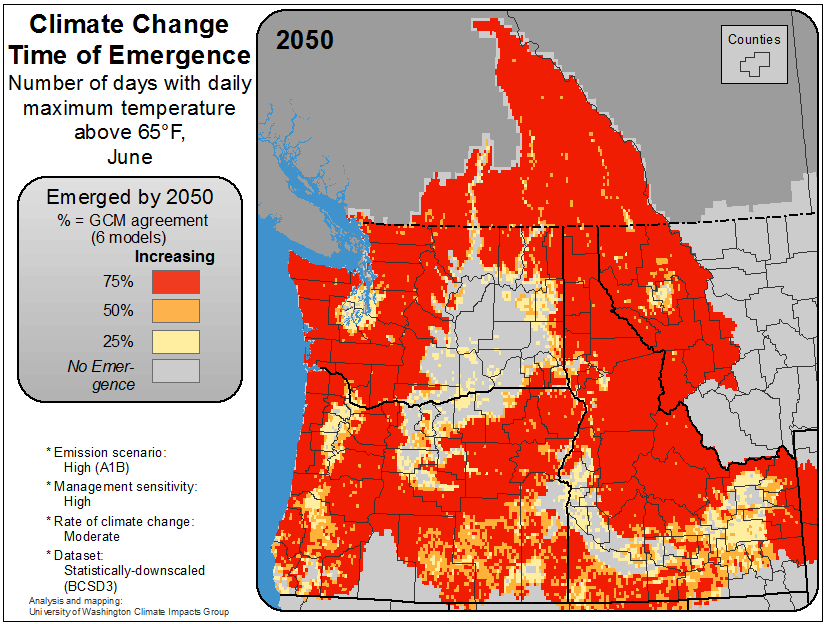 Climate Change
Time of Emergence
Number of days with daily
maximum temperature
above 65°F,
June
Emerged by 2050
% = GCM agreement
(6 models)
Increasing
75%
50%
25%
No Emer-
gence
* Emission scenario:
High (A1B)
* Management sensitivity:
High
* Rate of climate change:
Moderate
* Dataset:
Statistically-downscaled
(BCSD3)
Analysis and mapping:
University of Washington Climate Impacts Group
2050
Counties